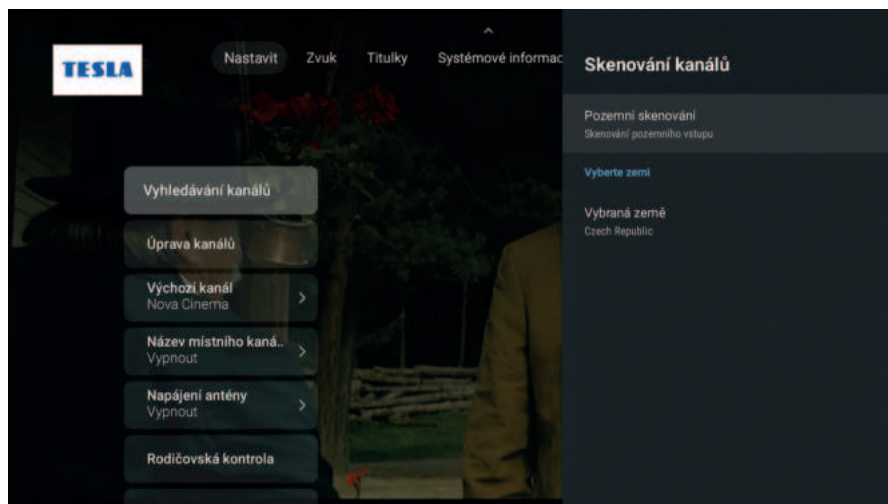 TESLA
Nastavit Zvuk Titulky Systémové informac
Vyhledávání kanálů
Úprava kanálů
Výchozí kanál
Nova Cinema
Název místního kaná..
Vypnout
Napájení antény
Vypnout
Rodičovská kontrola
Skenování kanálů
Pozemní skenování
Skenování pozemního vstupu
Vyberte zemi
Vybraná země
Czech Republic